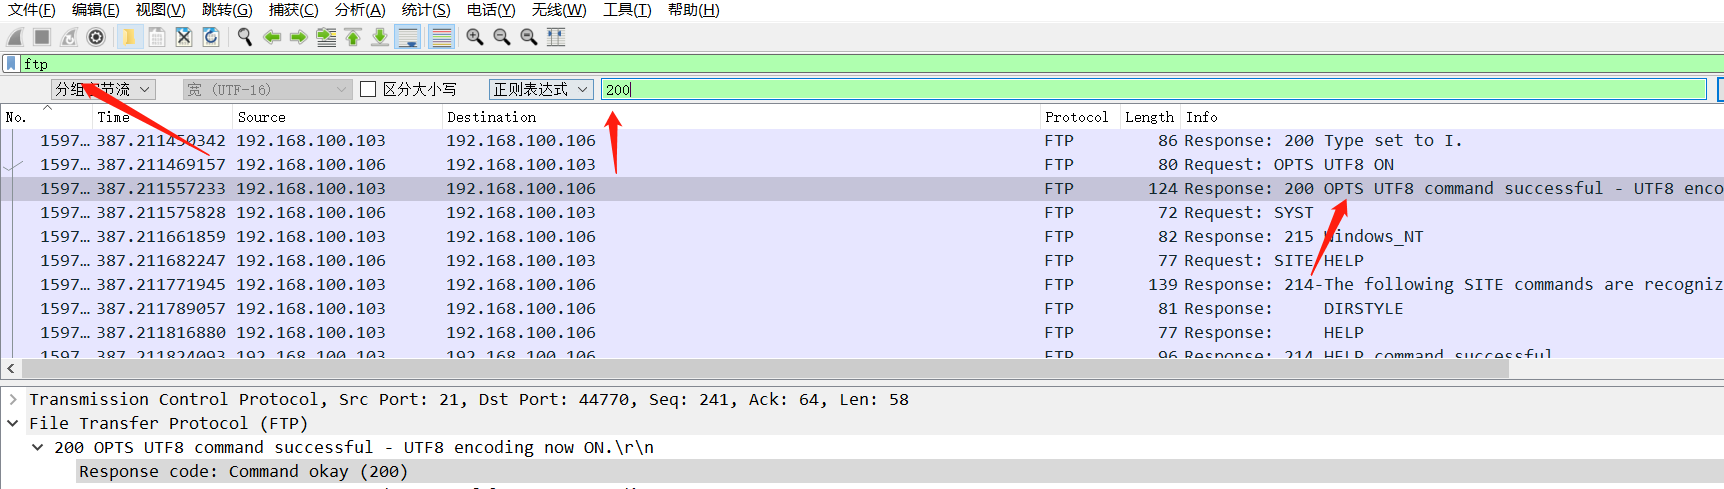 文件(F) 编辑(E) 视图(V) 跳转(G) 捕获(C) 分析(A) 统计(S) 电话(Y) 无线(W) 工具(T) 帮助(H)
ftp
分组 节流 宽 (UTF-16) 区分大小写 正则表达式 200
No. Time Source Destination Protocol Length Info
1597… 387.211450342 192.168.100.103 192.168.100.106 FTP 86 Response: 200 Type set to I.
1597… 387.211469157 192.168.100.106 192.168.100.103 FTP 80 Request: OPTS UTF8 ON
1597… 387.211557233 192.168.100.103 192.168.100.106 FTP 124 Response: 200 OPTS UTF8 command successful - UTF8 enco
1597… 387.211575828 192.168.100.106 192.168.100.103 FTP 72 Request: SYST
1597… 387.211661859 192.168.100.103 192.168.100.106 FTP 82 Response: 215 Windows_NT
1597… 387.211682247 192.168.100.106 192.168.100.103 FTP 77 Request: SITE HELP
1597… 387.211771945 192.168.100.103 192.168.100.106 FTP 139 Response: 214-The following SITE commands are recogniz
1597… 387.211789057 192.168.100.103 192.168.100.106 FTP 81 Response: DIRSTYLE
1597… 387.211816880 192.168.100.103 192.168.100.106 FTP 77 Response: HELP
1597… 387.211824093 192.168.100.103 192.168.100.106 FTP 96 Response: 214 HELP command successful
Transmission Control Protocol, Src Port: 21, Dst Port: 44770, Seq: 241, Ack: 64, Len: 58
File Transfer Protocol (FTP)
200 OPTS UTF8 command successful - UTF8 encoding now ON.\r\n
Response code: Command okay (200)